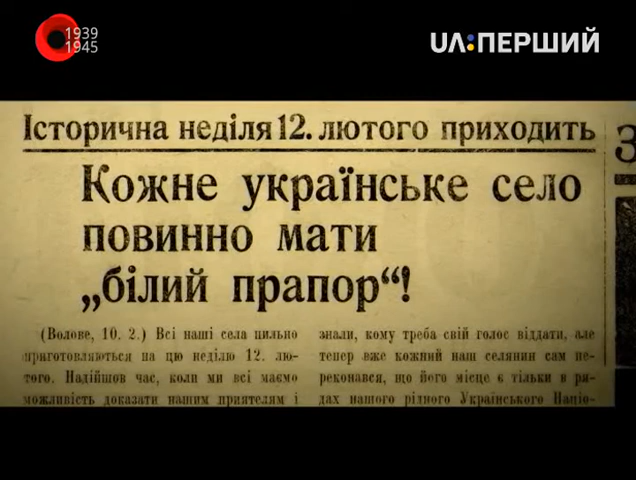 1939
1945
UA:ПЕРШИЙ
Історична неділя 12. лютого приходить
Кожне українське село
повинно мати
„білий прапор“!
(Волове, 10. 2.) Всі наші села пильно
приготовляються на цю неділю 12. лю-
того. Надійшов час, коли ми всі маємо
можливість доказати нашим приятелям і
знали, кому треба свій голос віддати, але
тепер вже кожний наш селянин сам пе-
реконався, що його місце є тільки в ря-
дах нашого рідного Українського Націо-